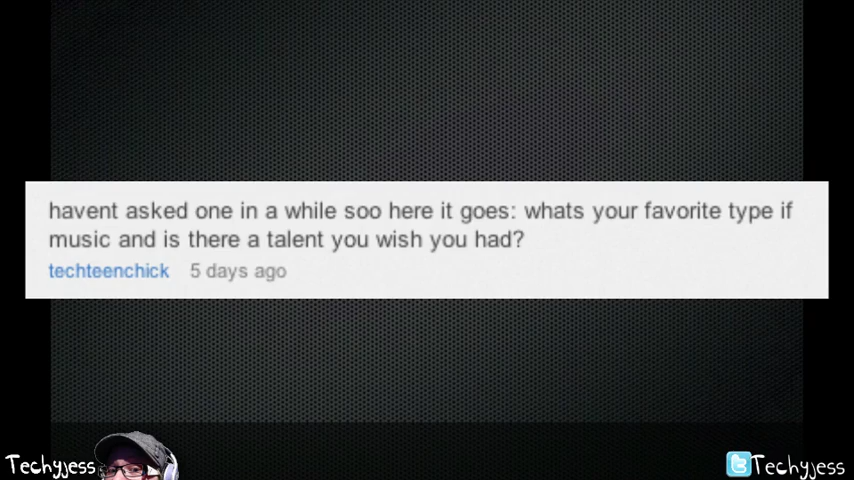 havent asked one in a while soo here it goes: whats your favorite type if
music and is there a talent you wish you had?
techteenchick 5 days ago
Techyjess
Techyjess